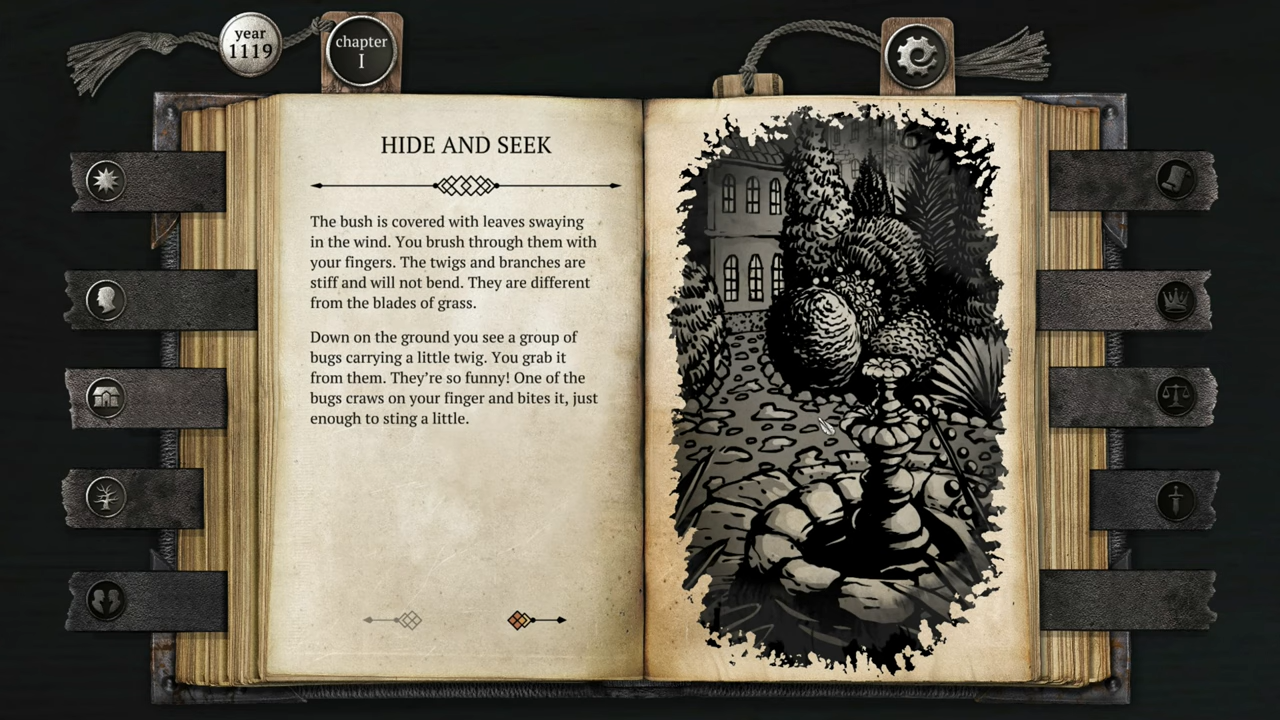 year
1119
chapter
I
HIDE AND SEEK
The bush is covered with leaves swaying
in the wind. You brush through them with
your fingers. The twigs and branches are
stiff and will not bend. They are different
from the blades of grass.
Down on the ground you see a group of
bugs carrying a little twig. You grab it
from them. They’re so funny! One of the
bugs craws on your finger and bites it, just
enough to sting a little.